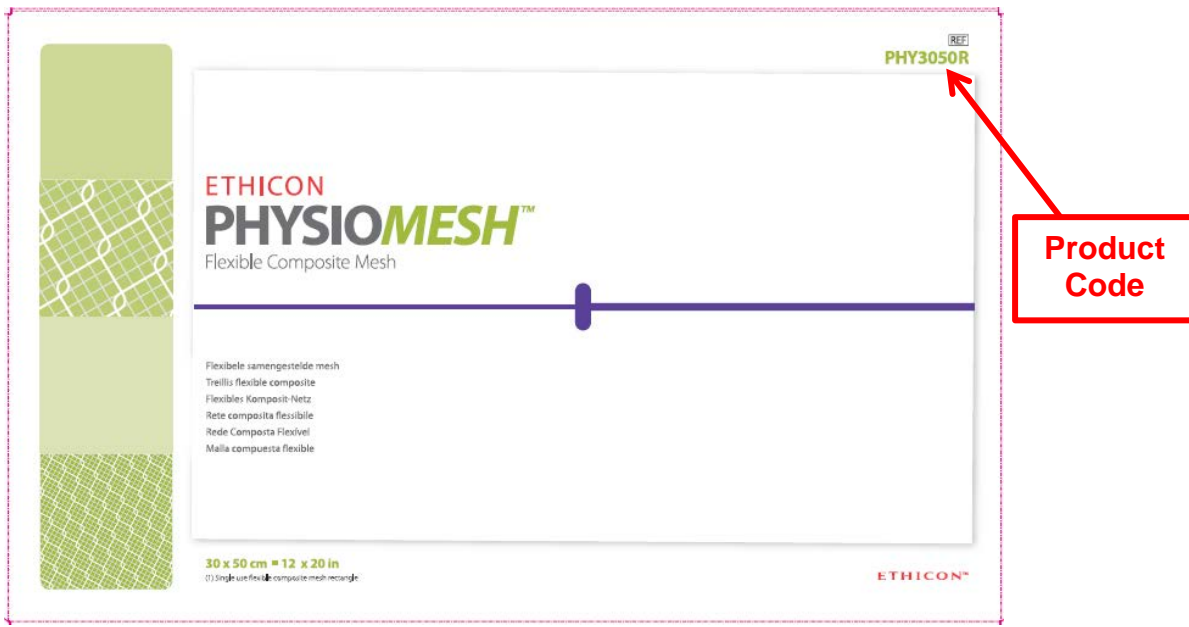 REF
PHY3050R
Product
Code
ETHICON
PHYSIOMESH™
Flexible Composite Mesh
Flexibele samengestelde mesh
Treillis flexible composite
Flexibles Komposit-Netz
Rete composita flessibile
Rede Composta Flexível
Malla compuesta flexible
30 x 50 cm = 12 x 20 in
(1) Single use flexible composite mesh rectangle
ETHICON™